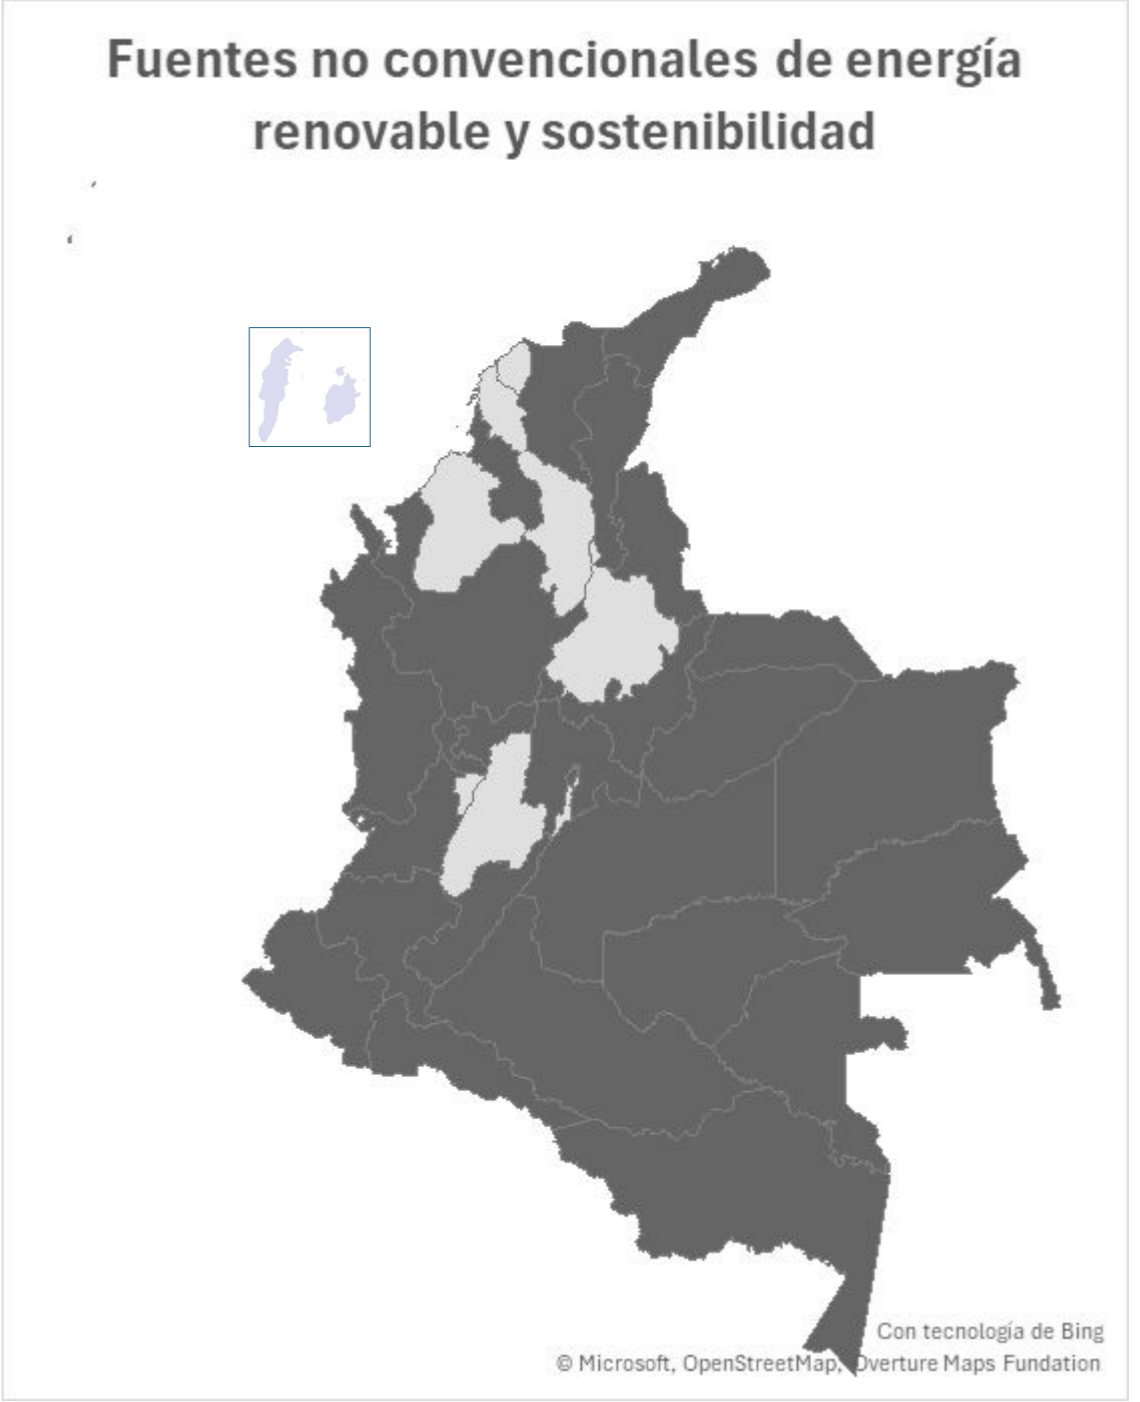 Fuentes no convencionales de energía
renovable y sostenibilidad
Con tecnología de Bing
© Microsoft, OpenStreetMap, Overture Maps Fundation